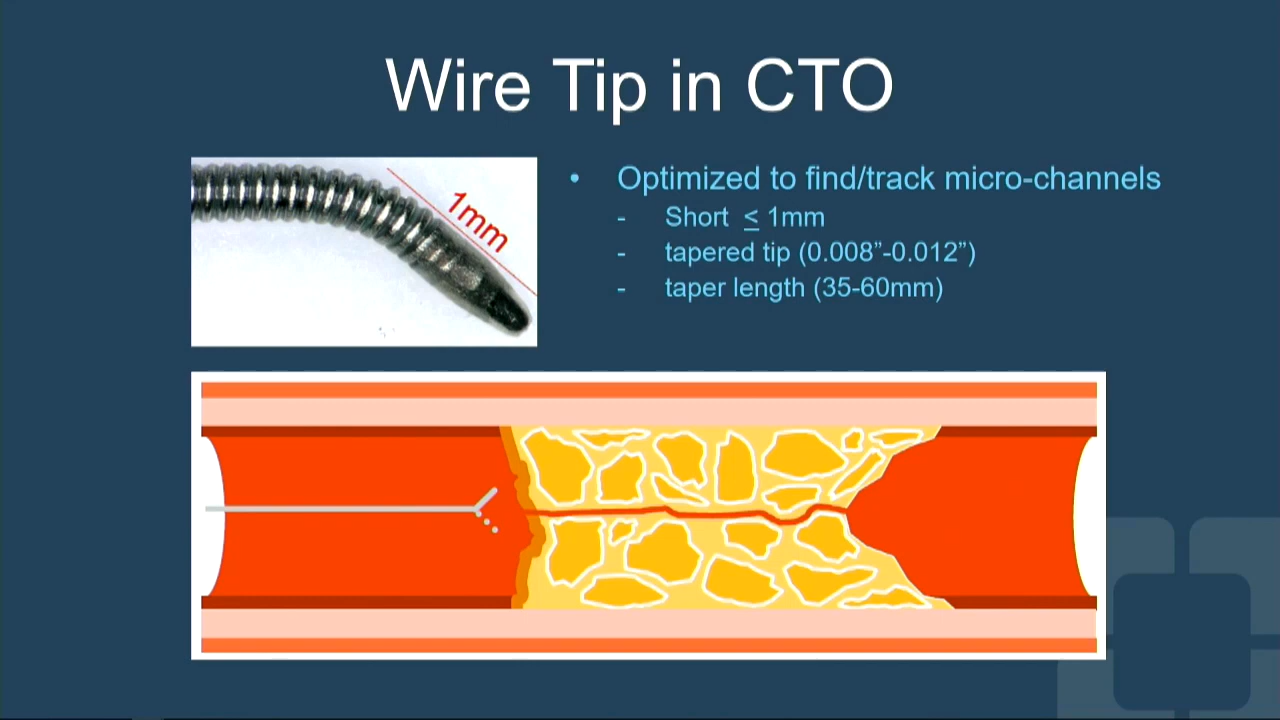 Wire Tip in CTO
1mm
• Optimized to find/track micro-channels
- Short ≤ 1mm
- tapered tip (0.008”-0.012”)
- taper length (35-60mm)